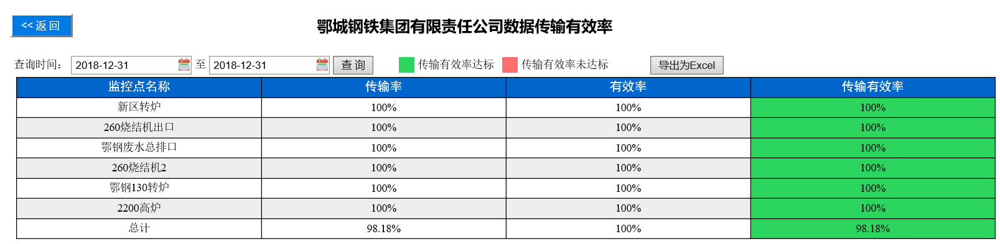 << 返 回
鄂城钢铁集团有限责任公司数据传输有效率
查询时间： 2018-12-31 至 2018-12-31 查 询 传输有效率达标 传输有效率未达标 导出为Excel
监控点名称 传输率 有效率 传输有效率
新区转炉 100% 100% 100%
260烧结机出口 100% 100% 100%
鄂钢废水总排口 100% 100% 100%
260烧结机2 100% 100% 100%
鄂钢130转炉 100% 100% 100%
2200高炉 100% 100% 100%
总计 98.18% 100% 98.18%